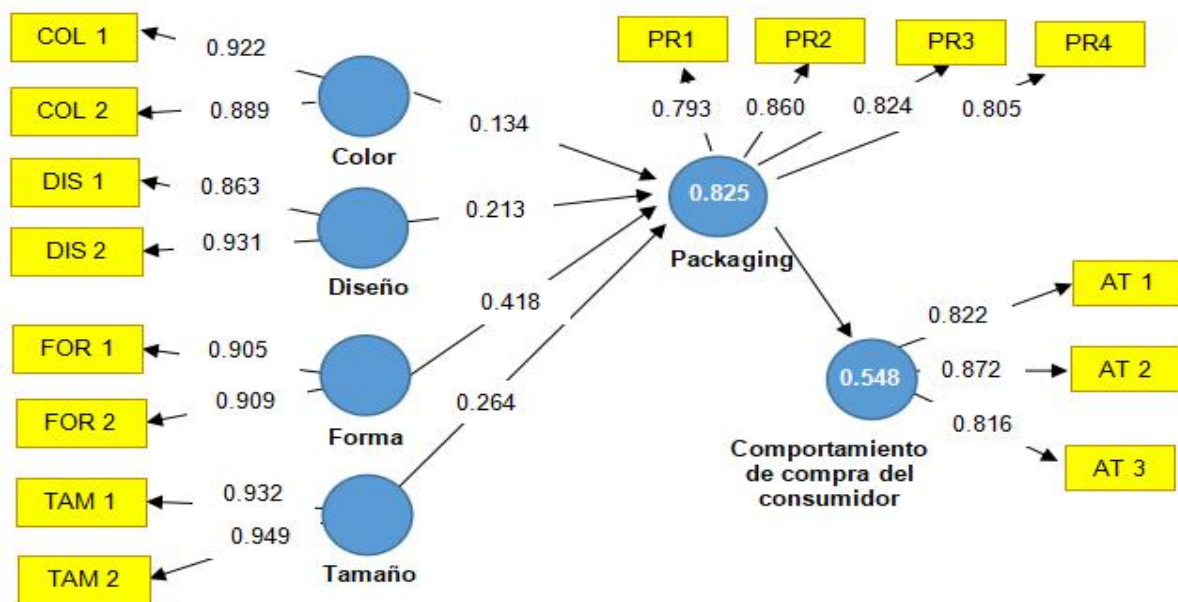 COL 1
0.922
COL 2
0.889
Color
DIS 1
0.863
DIS 2
0.931
Diseño
FOR 1
0.905
FOR 2
0.909
Forma
TAM 1
0.932
TAM 2
0.949
Tamaño
0.134
0.213
0.418
0.264
PR1
PR2
PR3
PR4
0.793
0.860
0.824
0.805
0.825
Packaging
0.548
Comportamiento
de compra del
consumidor
0.822
AT 1
0.872
AT 2
0.816
AT 3